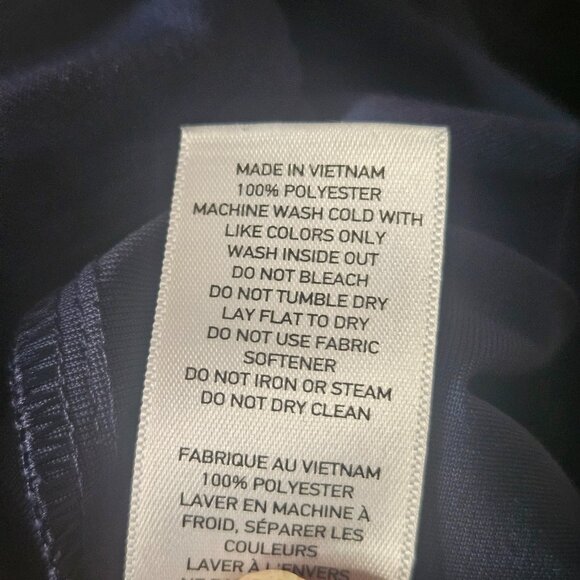 MADE IN VIETNAM
100% POLYESTER
MACHINE WASH COLD WITH
LIKE COLORS ONLY
WASH INSIDE OUT
DO NOT BLEACH
DO NOT TUMBLE DRY
LAY FLAT TO DRY
DO NOT USE FABRIC
SOFTENER
DO NOT IRON OR STEAM
DO NOT DRY CLEAN
FABRIQUE AU VIETNAM
100% POLYESTER
LAVER EN MACHINE À
FROID, SÉPARER LES
COULEURS
LAVER À L'ENVERS